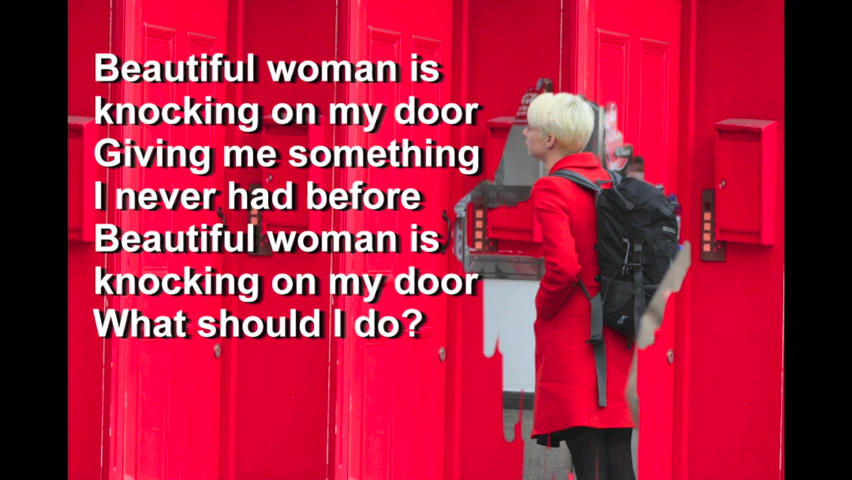 Beautiful woman is
knocking on my door
Giving me something
I never had before
Beautiful woman is
knocking on my door
What should I do?